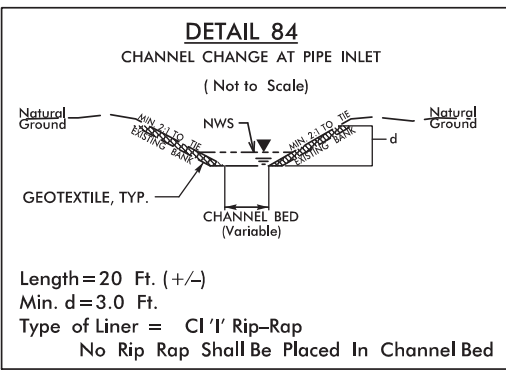 DETAIL 84
CHANNEL CHANGE AT PIPE INLET
( Not to Scale)
Natural
Ground
MIN. 2:1 TO TIE
EXISTING BANK
NWS
MIN. 2:1 TO TIE
EXISTING BANK
Natural
Ground
d
GEOTEXTILE, TYP.
CHANNEL BED
(Variable)
Length=20 Ft. (+/-)
Min. d=3.0 Ft.
Type of Liner = Cl 'I' Rip-Rap
No Rip Rap Shall Be Placed In Channel Bed